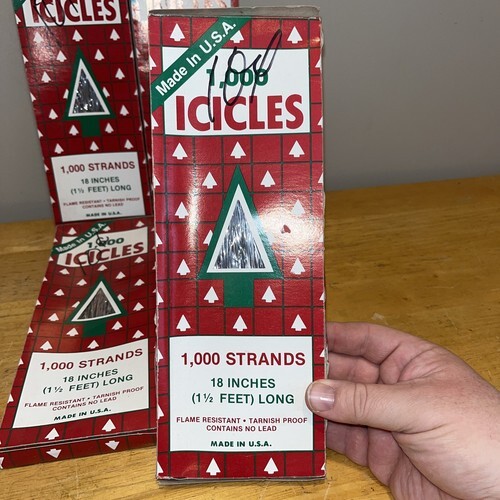 ICICLES
1,000 STRANDS
18 INCHES
(1½ FEET) LONG
FLAME RESISTANT • TARNISH PROOF
CONTAINS NO LEAD
MADE IN U.S.A.
Made In U.S.A.
1,000
ICICLES
1,000 STRANDS
18 INCHES
(1½ FEET) LONG
FLAME RESISTANT • TARNISH PROOF
CONTAINS NO LEAD
MADE IN U.S.A.
Made In U.S.A.
1,000
ICICLES
1,000 STRANDS
18 INCHES
(1½ FEET) LONG
FLAME RESISTANT • TARNISH PROOF
CONTAINS NO LEAD
MADE IN U.S.A.